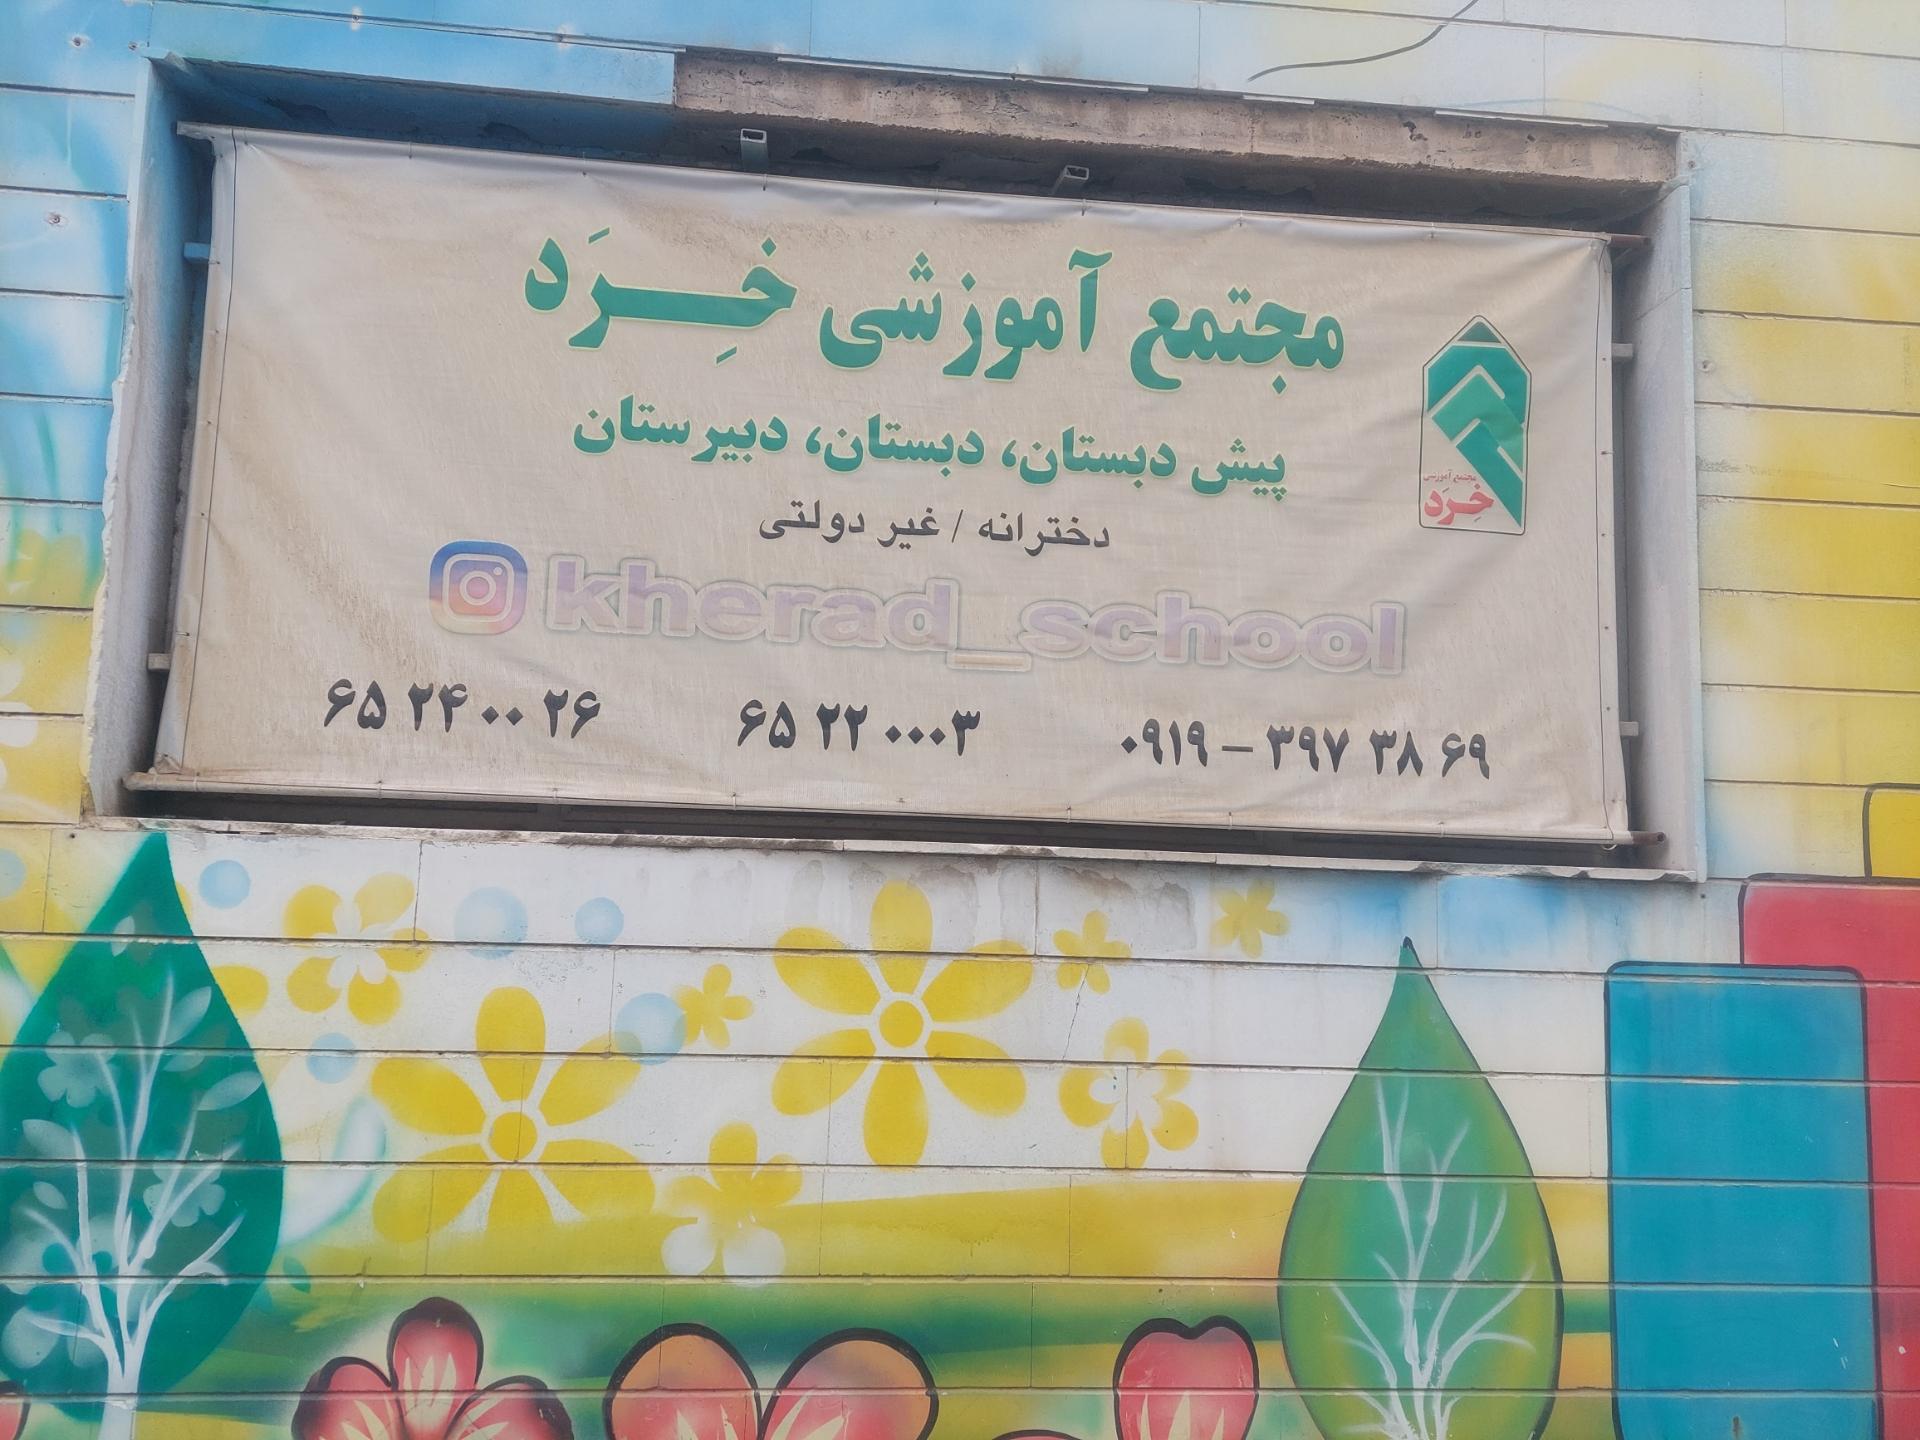 مجتمع آموزشی خِرَد
پیش دبستان، دبستان، دبیرستان
دخترانه / غیر دولتی
kherad_school
۶۵ ۲۴ ۰۰ ۲۶
۶۵ ۲۲ ۰۰۰۳
۰۹۱۹ – ۳۹۷ ۳۸ ۶۹
مجتمع آموزشی
خِرَد